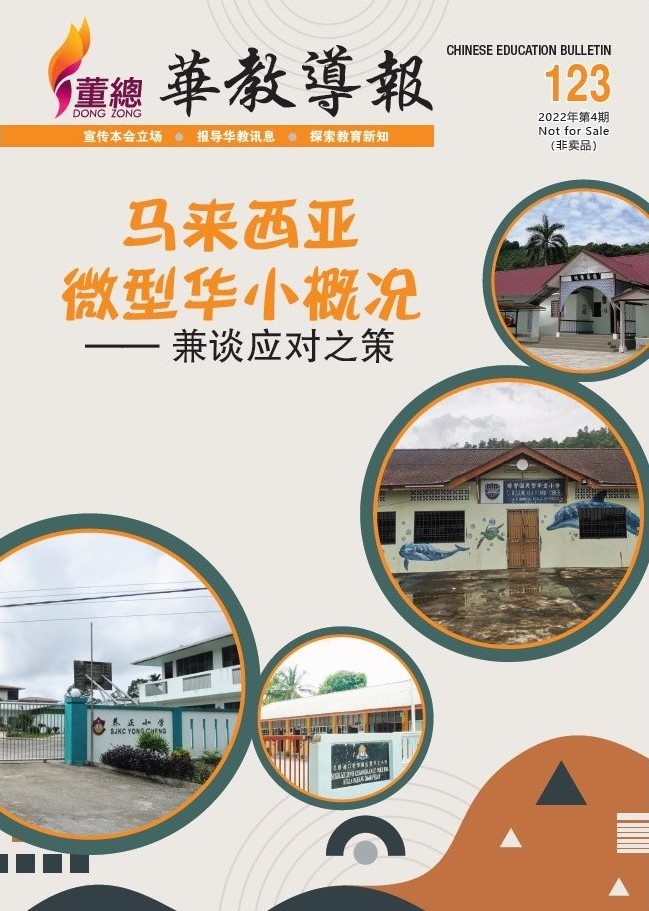 董總
DONG ZONG
華教導報
CHINESE EDUCATION BULLETIN
123
2022年第4期
Not for Sale
(非卖品)
宣传本会立场 ● 报导华教讯息 ● 探索教育新知
马来西亚
微型华小概况
—— 兼谈应对之策
养正小学
SJKC YONG CHENG